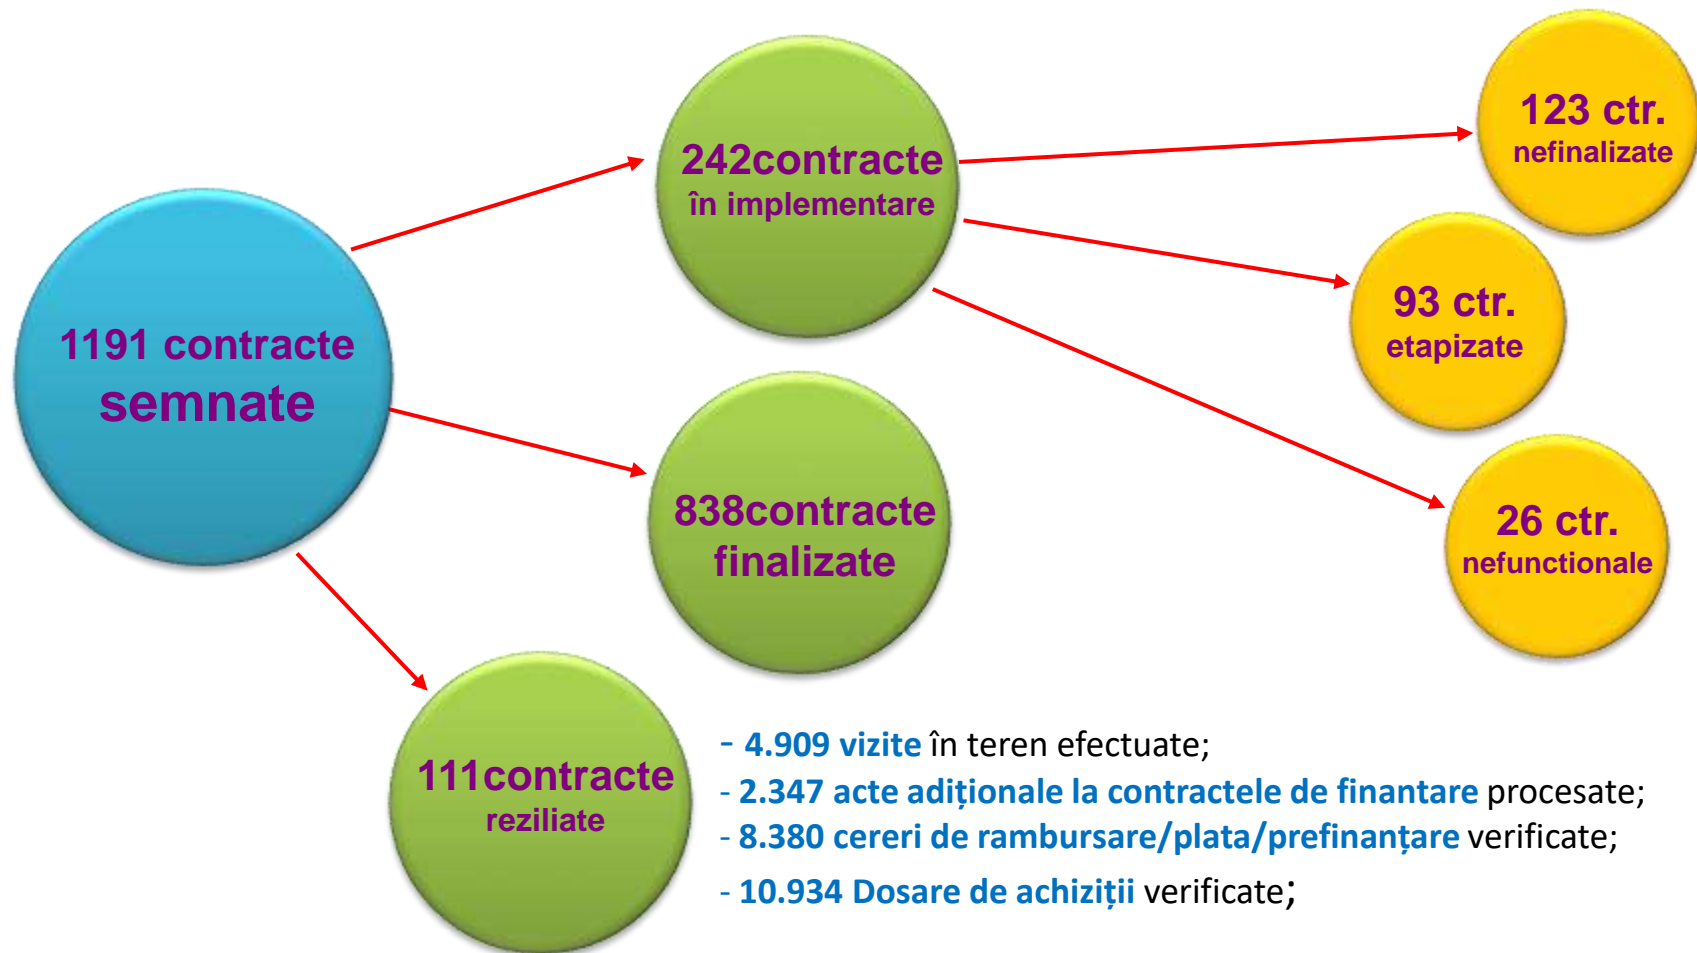 1191 contracte
semnate
242contracte
în implementare
838contracte
finalizate
111contracte
reziliate
123 ctr.
nefinalizate
93 ctr.
etapizate
26 ctr.
nefunctionale
- 4.909 vizite în teren efectuate;
- 2.347 acte adiționale la contractele de finantare procesate;
- 8.380 cereri de rambursare/plata/prefinanțare verificate;
- 10.934 Dosare de achiziții verificate;